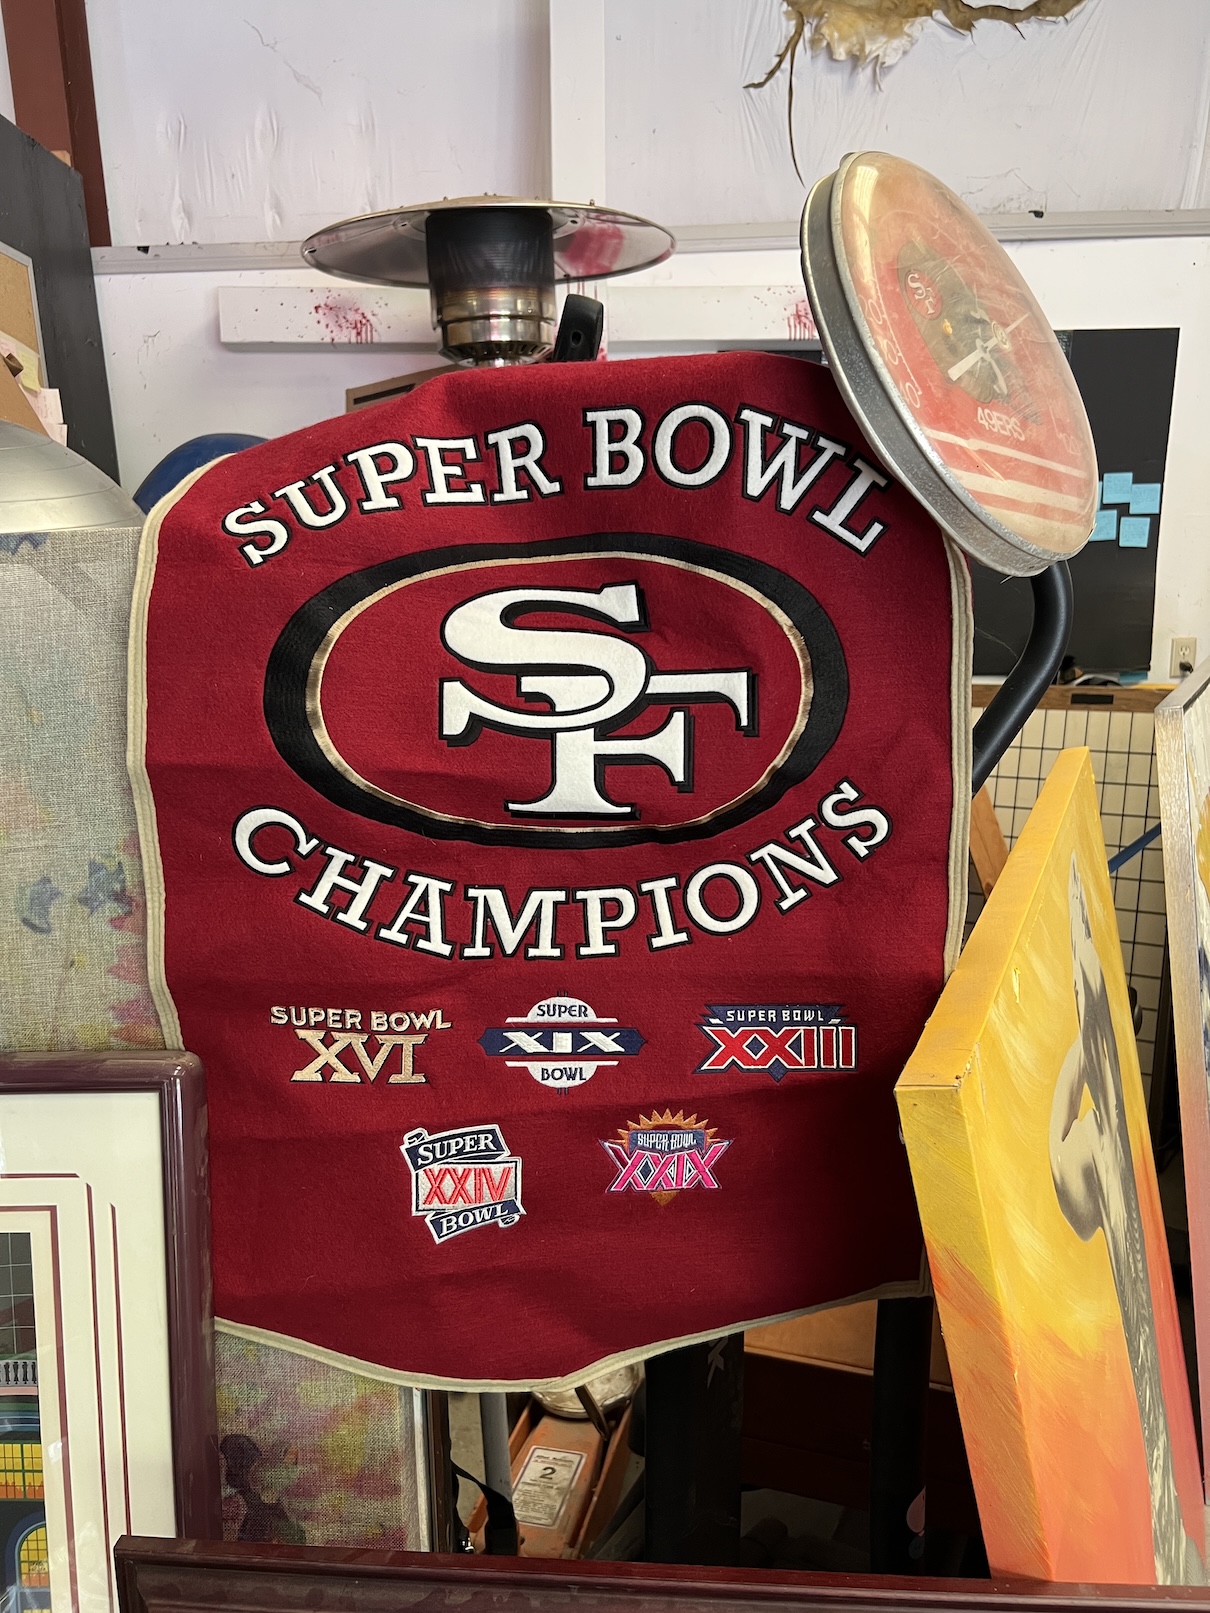 SUPER BOWL
SF
CHAMPIONS
SUPER BOWL
XVI
SUPER
XIX
BOWL
SUPER BOWL
XXIII
SUPER
XXIV
BOWL
SUPER BOWL
XXIX
SF
49ERS
2